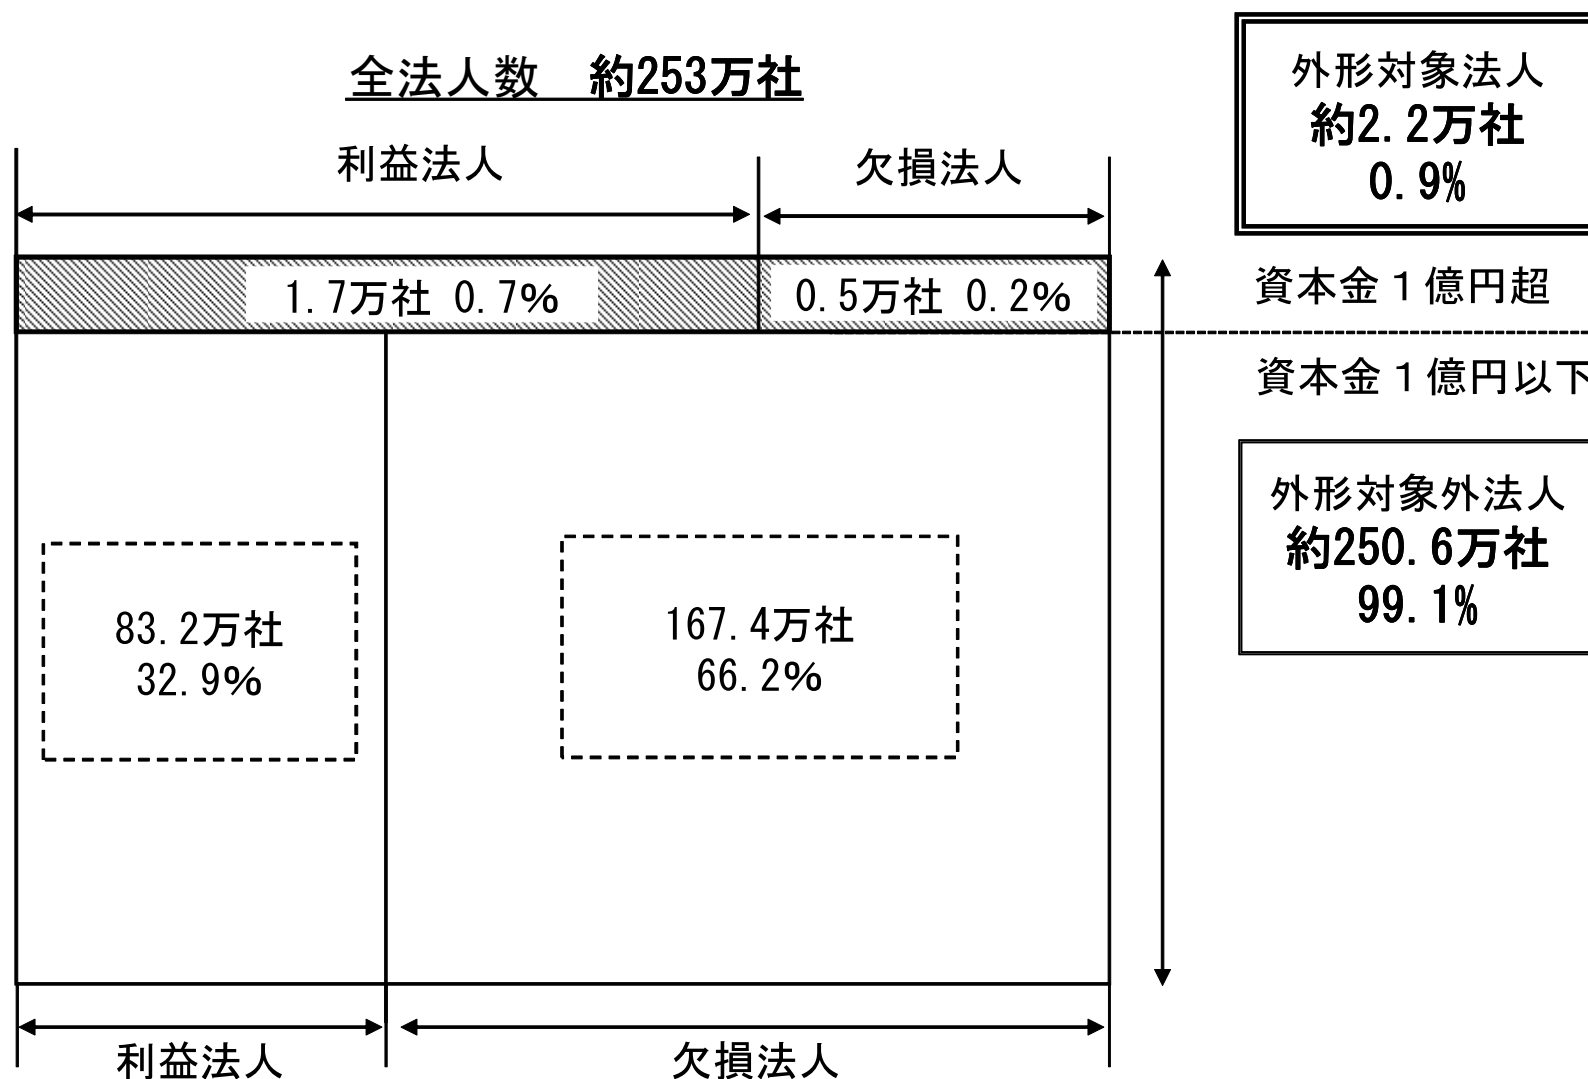 全法人数　約253万社
外形対象法人
約2.2万社
0.9%
利益法人
欠損法人
1.7万社 0.7%
0.5万社 0.2%
資本金１億円超
資本金１億円以下
外形対象外法人
約250.6万社
99.1%
83.2万社
32.9%
167.4万社
66.2%
利益法人
欠損法人